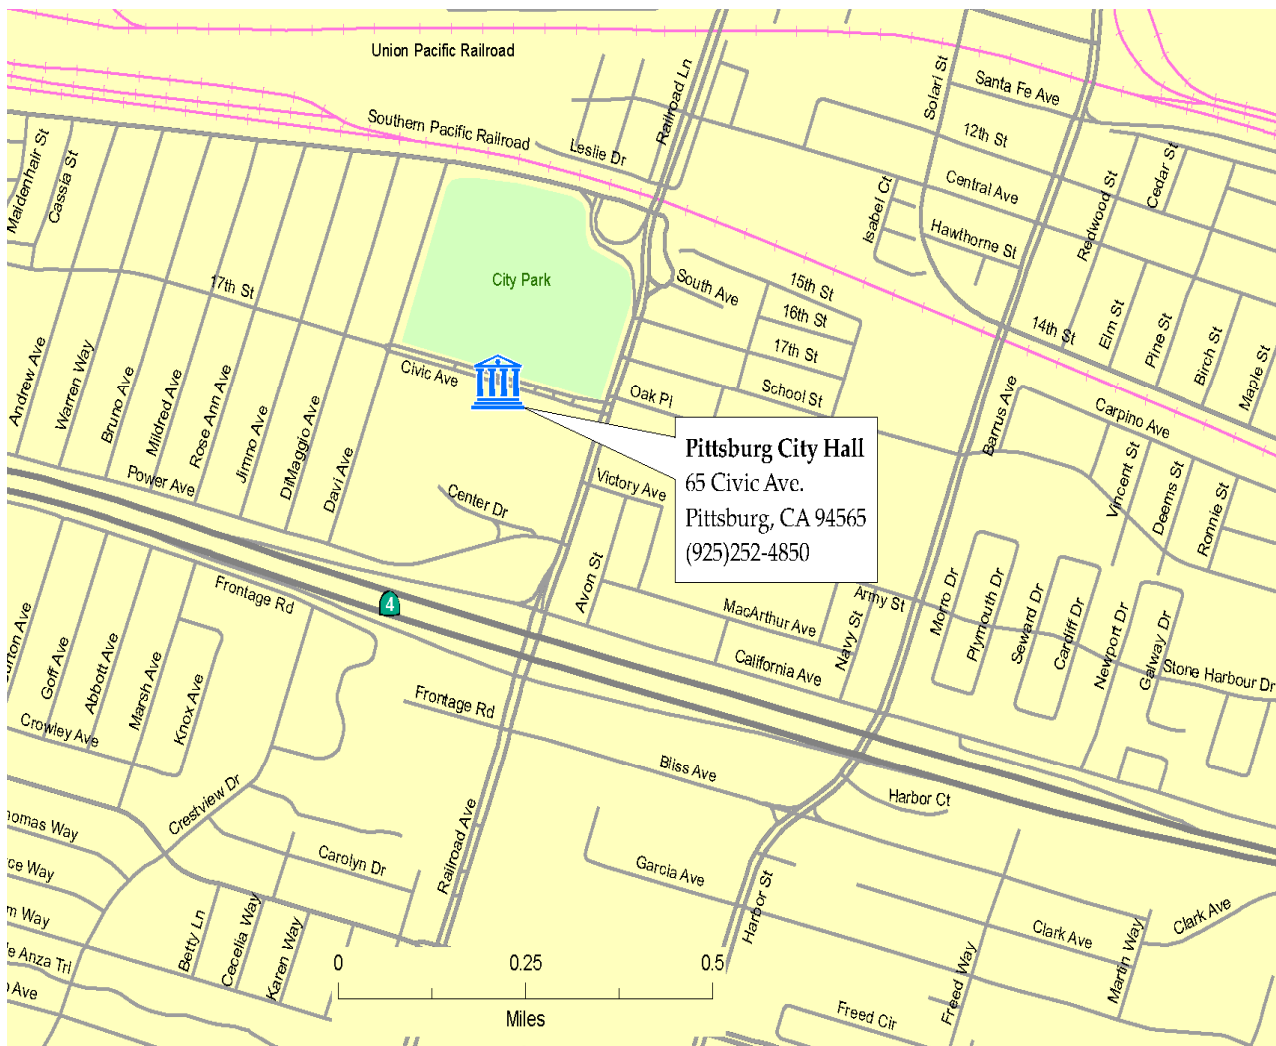 Union Pacific Railroad
Railroad Ln
Solari St
Santa Fe Ave
Southern Pacific Railroad
Leslie Dr
12th St
Maidenhair St
Cassia St
Isabel Ct
Central Ave
Redwood St
Cedar St
Hawthorne St
City Park
17th St
South Ave
15th St
16th St
17th St
14th St
Elm St
Pine St
Birch St
Maple St
Andrew Ave
Warren Way
Bruno Ave
Mildred Ave
Rose Ann Ave
Jimno Ave
DiMaggio Ave
Davi Ave
Civic Ave
Oak Pl
School St
Barrus Ave
Carpino Ave
Pittsburg City Hall
65 Civic Ave.
Pittsburg, CA 94565
(925)252-4850
Power Ave
Center Dr
Victory Ave
Vincent St
Deems St
Ronnie St
Frontage Rd
4
Avon St
MacArthur Ave
Navy St
Army St
Morro Dr
Plymouth Dr
Seward Dr
Cardiff Dr
Newport Dr
Galway Dr
Stone Harbour Dr
California Ave
Goff Ave
Abbott Ave
Marsh Ave
Knox Ave
Crowley Ave
Frontage Rd
Bliss Ave
Harbor Ct
Crestview Dr
Railroad Ave
Carolyn Dr
Garcia Ave
Harbor St
Way
Way
Way
Anza Trl
Ave
Betty Ln
Cecelia Way
Karen Way
Clark Ave
Clark Ave
Martin Way
Freed Way
Freed Cir
0 0.25 0.5
Miles